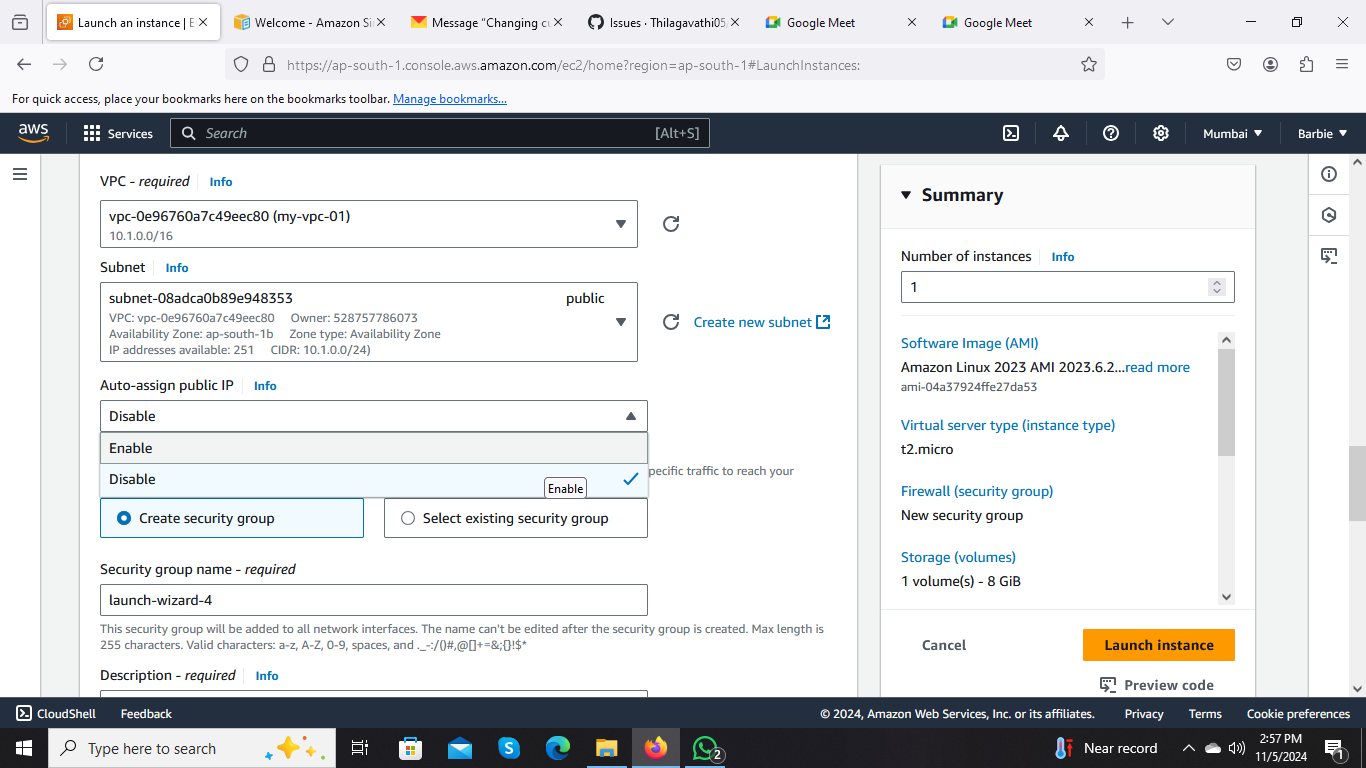 Launch an instance | E
Welcome - Amazon Si
Message “Changing cu
Issues · Thilagavathi05
Google Meet
Google Meet
https://ap-south-1.console.aws.amazon.com/ec2/home?region=ap-south-1#LaunchInstances:
For quick access, place your bookmarks here on the bookmarks toolbar. Manage bookmarks...
aws
Services
Search
[Alt+S]
Mumbai
Barbie
VPC - required
Info
vpc-0e96760a7c49eec80 (my-vpc-01)
10.1.0.0/16
Subnet
Info
subnet-08adca0b89e948353
public
VPC: vpc-0e96760a7c49eec80 Owner: 528757786073
Availability Zone: ap-south-1b Zone type: Availability Zone
IP addresses available: 251 CIDR: 10.1.0.0/24)
Create new subnet
Auto-assign public IP
Info
Disable
Enable
Disable
Enable
pecific traffic to reach your
Create security group
Select existing security group
Security group name - required
launch-wizard-4
This security group will be added to all network interfaces. The name can't be edited after the security group is created. Max length is
255 characters. Valid characters: a-z, A-Z, 0-9, spaces, and ._-:/()#,@[]+=&;{}!$*
Description - required
Info
Summary
Number of instances
Info
1
Software Image (AMI)
Amazon Linux 2023 AMI 2023.6.2...read more
ami-04a37924ffe27da53
Virtual server type (instance type)
t2.micro
Firewall (security group)
New security group
Storage (volumes)
1 volume(s) - 8 GiB
Cancel
Launch instance
Preview code
CloudShell
Feedback
© 2024, Amazon Web Services, Inc. or its affiliates.
Privacy
Terms
Cookie preferences
Type here to search
2
Near record
2:57 PM
11/5/2024
1